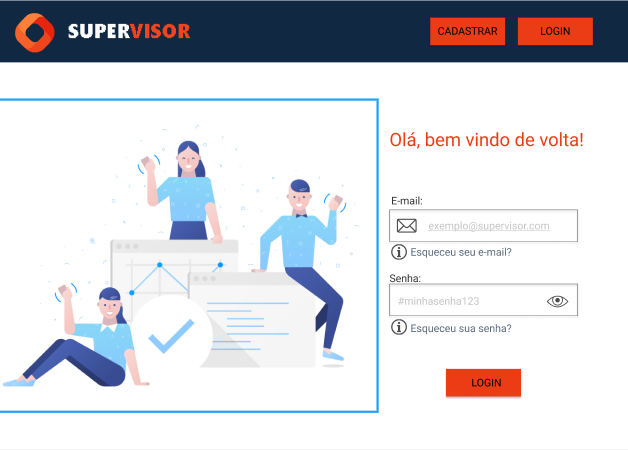 SUPERVISOR
CADASTRAR
LOGIN
Olá, bem vindo de volta!
E-mail:
exemplo@supervisor.com
Esqueceu seu e-mail?
Senha:
#minhasenha123
Esqueceu sua senha?
LOGIN